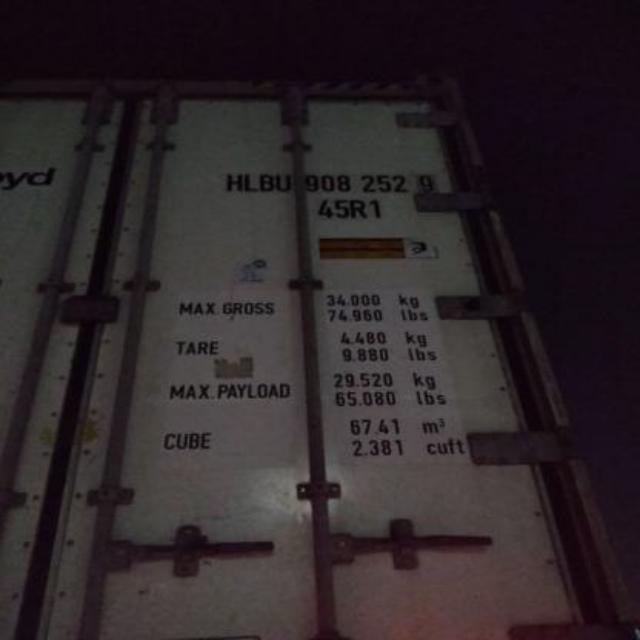 yd
HLBU 908 252 9
45R1
MAX. GROSS 34.000 kg
74.960 lbs
TARE 4.480 kg
9.880 lbs
MAX. PAYLOAD 29.520 kg
65.080 lbs
CUBE 67.41 m³
2.381 cuft